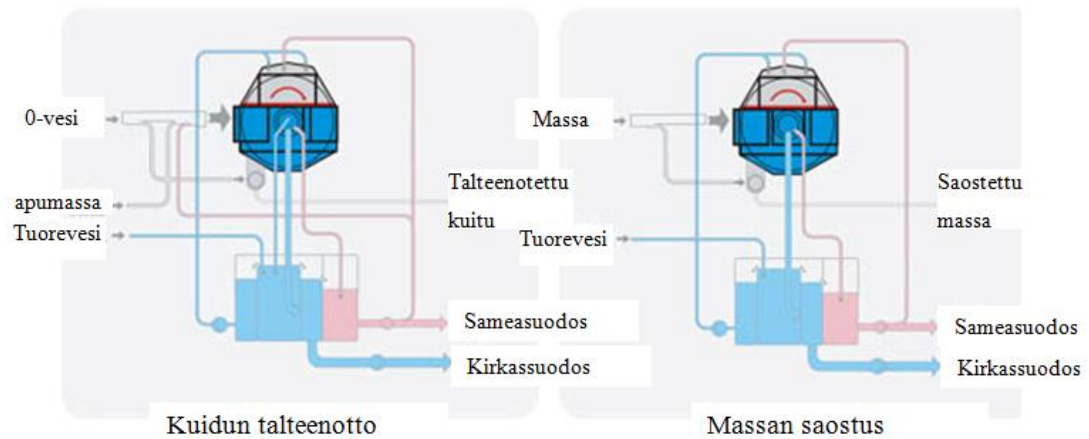 0-vesi
apumassa
Tuorevesi
Talteenotettu
kuitu
Sameasuodos
Kirkassuodos
Kuidun talteenotto
Massa
Tuorevesi
Saostettu
massa
Sameasuodos
Kirkassuodos
Massan saostus